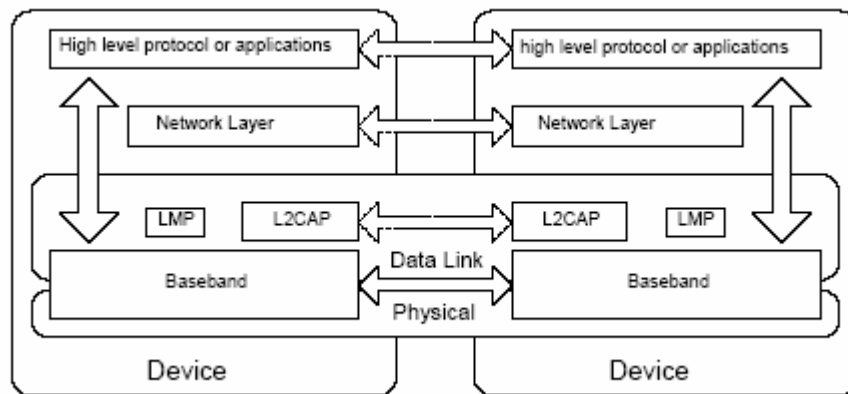 High level protocol or applications
high level protocol or applications
Network Layer
Network Layer
LMP
L2CAP
L2CAP
LMP
Data Link
Baseband
Baseband
Physical
Device
Device